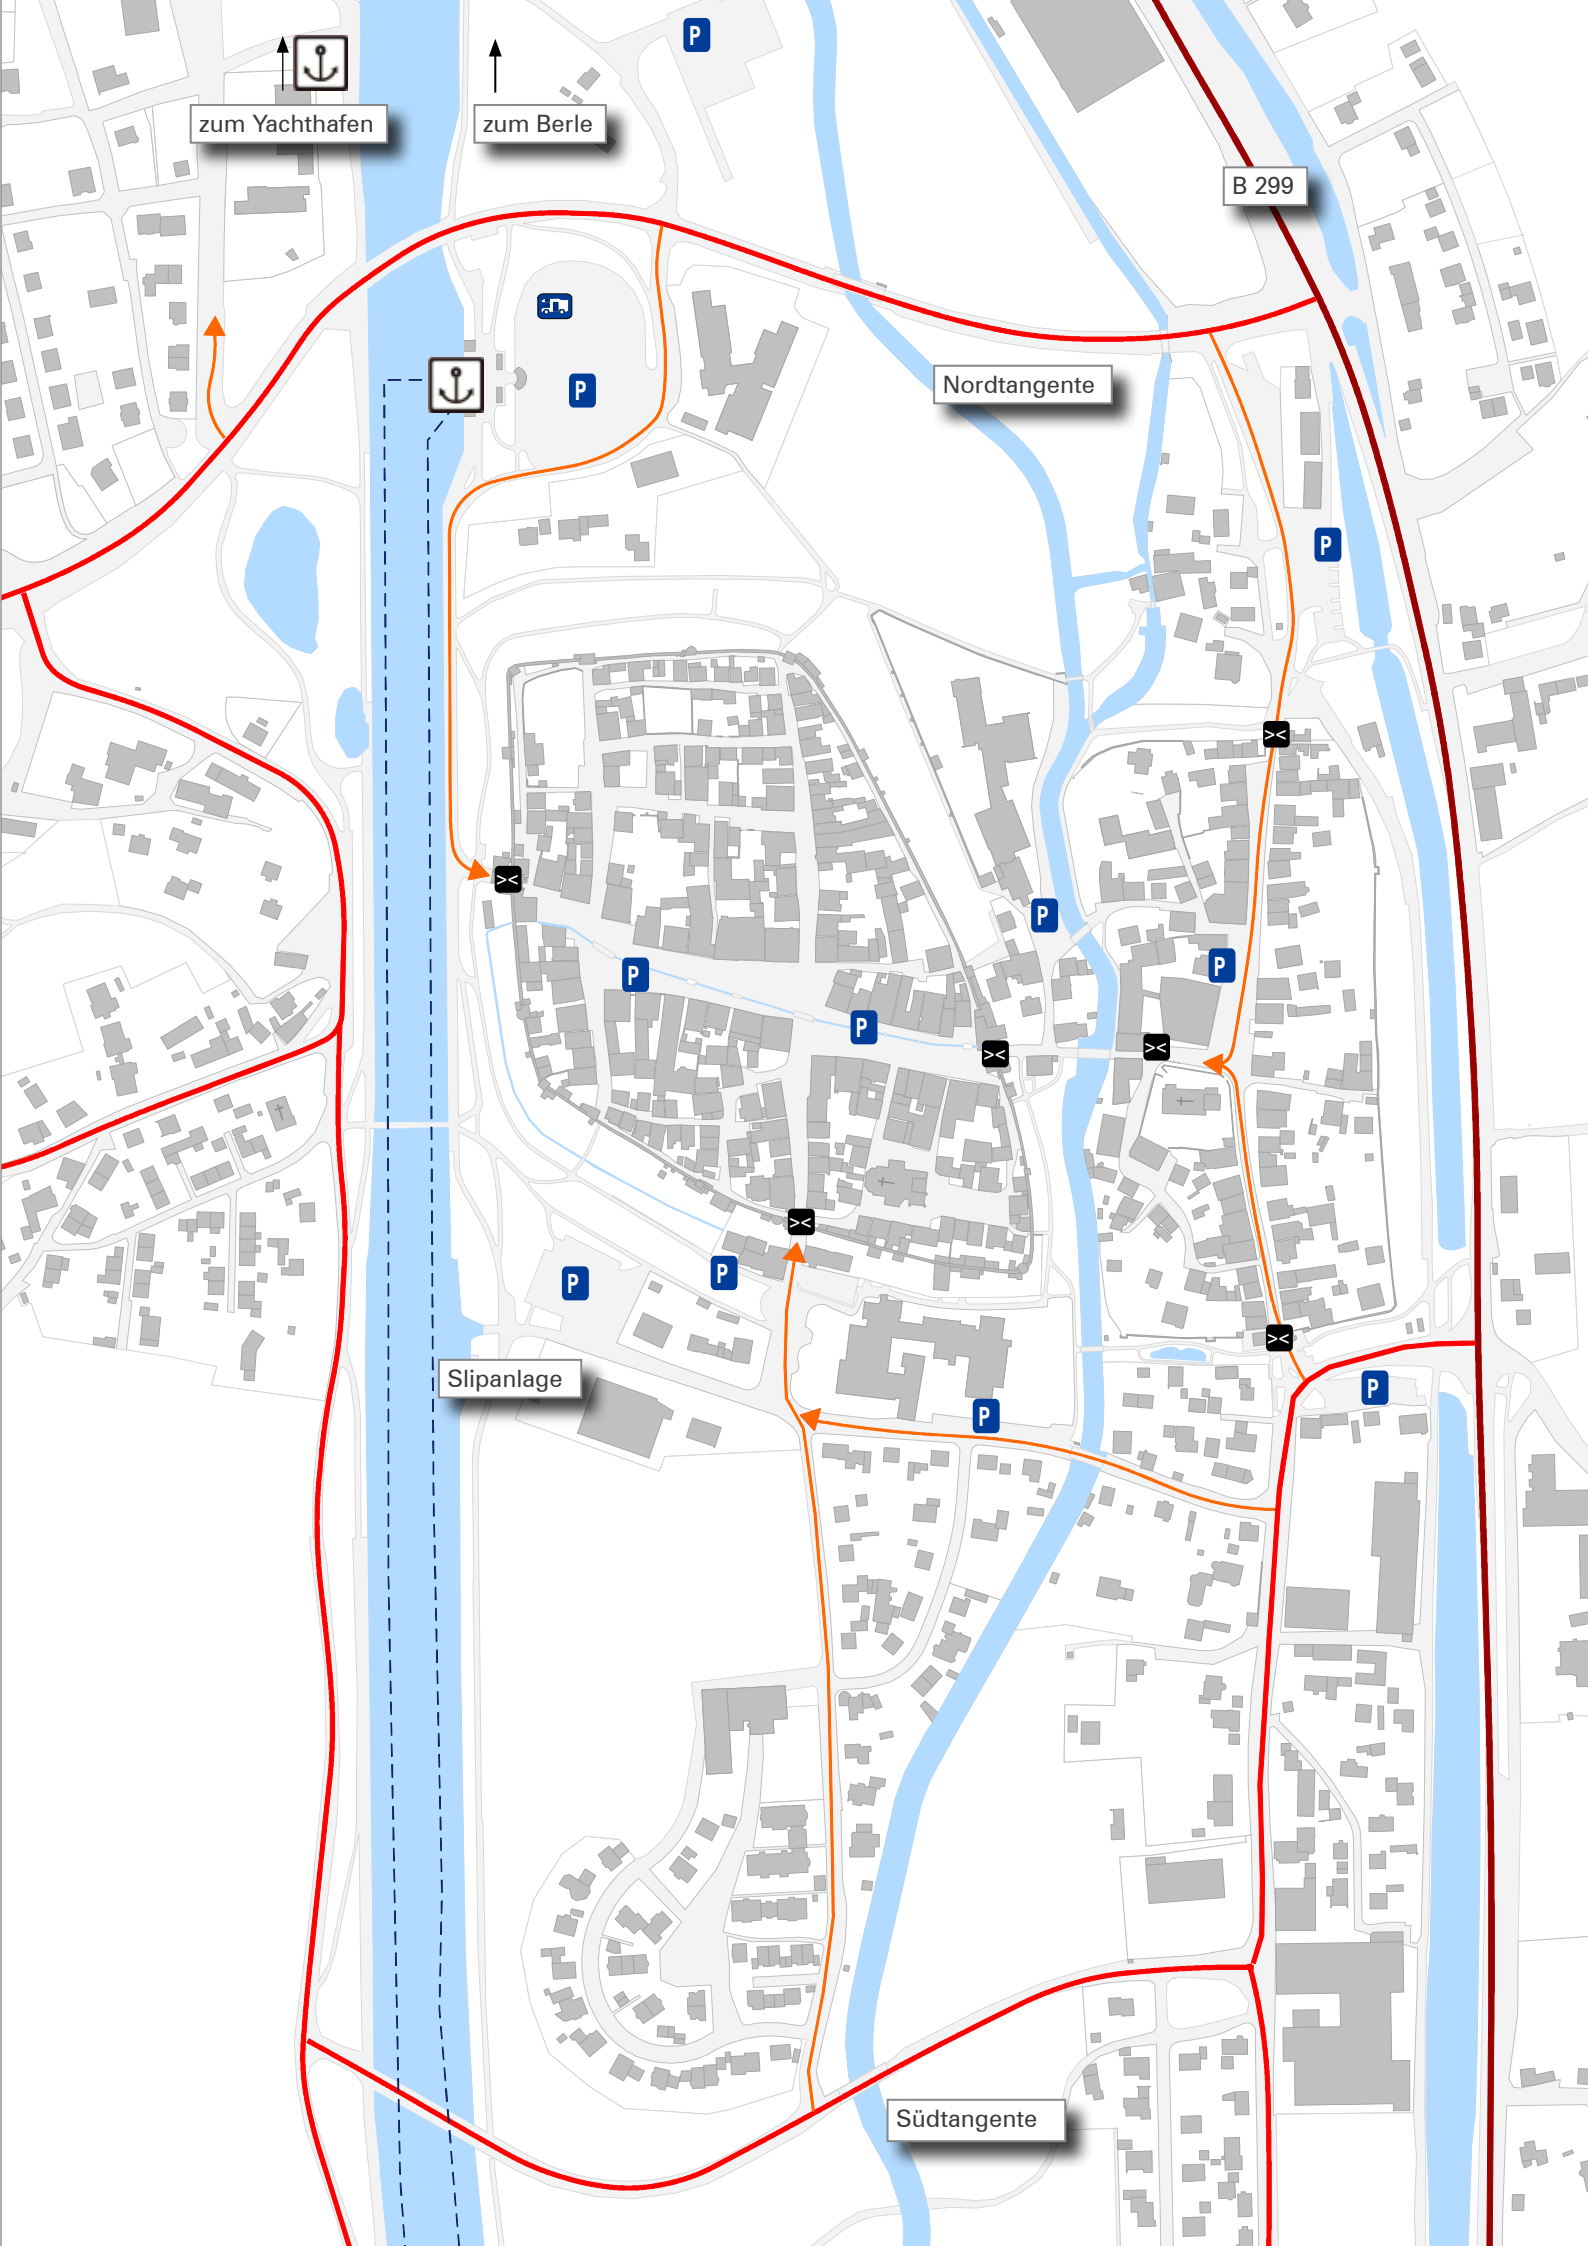 zum Yachthafen
zum Berle
P
B 299
P
Nordtangente
P
><
><
P
P
P
P
><
><
><
P
P
><
Slipanlage
P
P
Südtangente